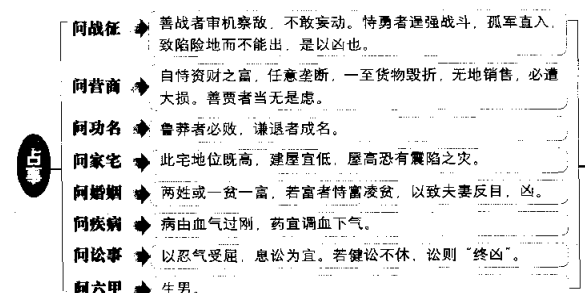 占事
问战征 善战者审机察敌，不敢妄动。恃勇者逞强战斗，孤军直入，
致陷险地而不能出，是以凶也。
问营商 自恃资财之富，任意垄断，一至货物毁折，无地销售，必遭
大损。善贾者当无是虑。
问功名 鲁莽者必败，谦退者成名。
问家宅 此宅地位既高，建屋宜低、屋高恐有震陷之灾。
问婚姻 两姓或一贫一富，若富者恃富凌贫，以致夫妻反目，凶。
问疾病 病由血气过刚，药宜调血下气。
问讼事 以忍气受屈，息讼为宜。若健讼不休，讼则“终凶”。
问六甲 生男。